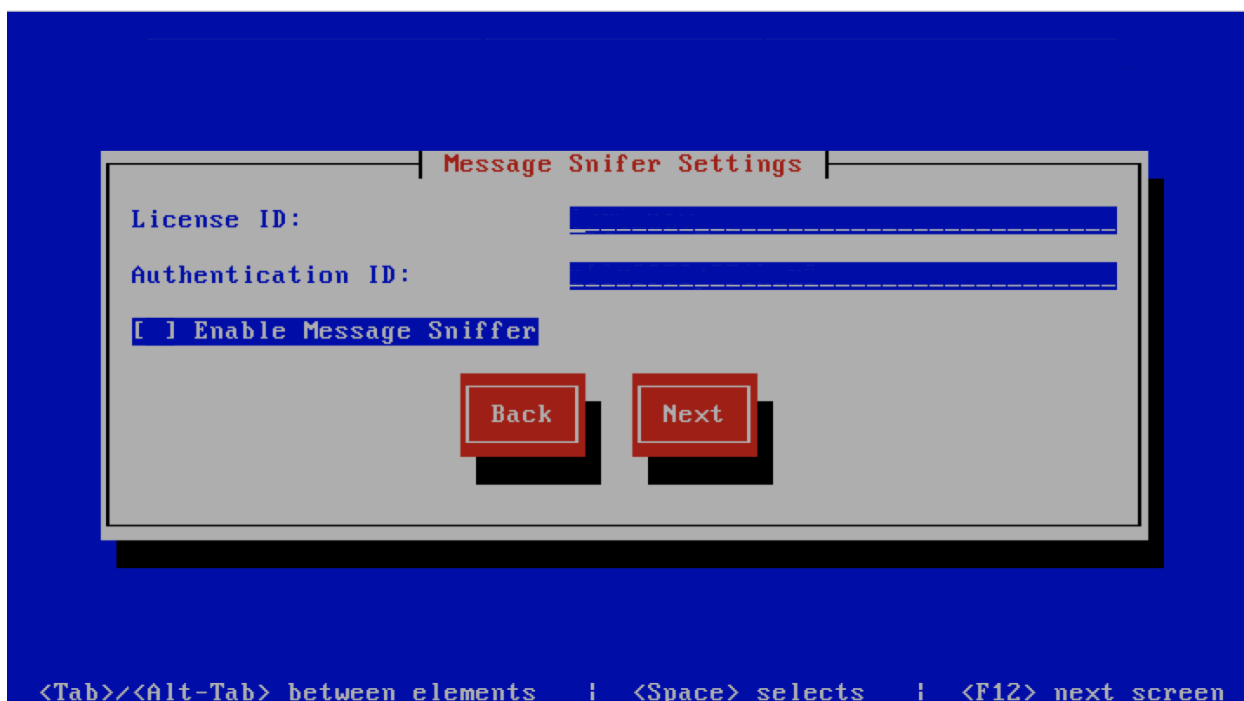 Message Snifer Settings
License ID:
Authentication ID:
[ ] Enable Message Sniffer
Back Next
<Tab>/<Alt-Tab> between elements | <Space> selects | <F12> next screen